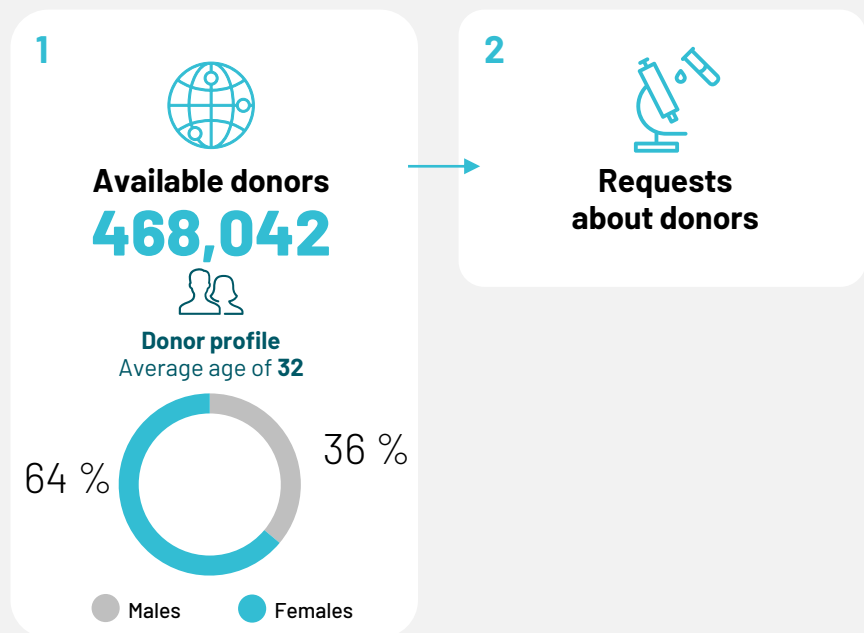 1
Available donors
468,042
Donor profile
Average age of 32
64 %
36 %
Males
Females
2
Requests
about donors